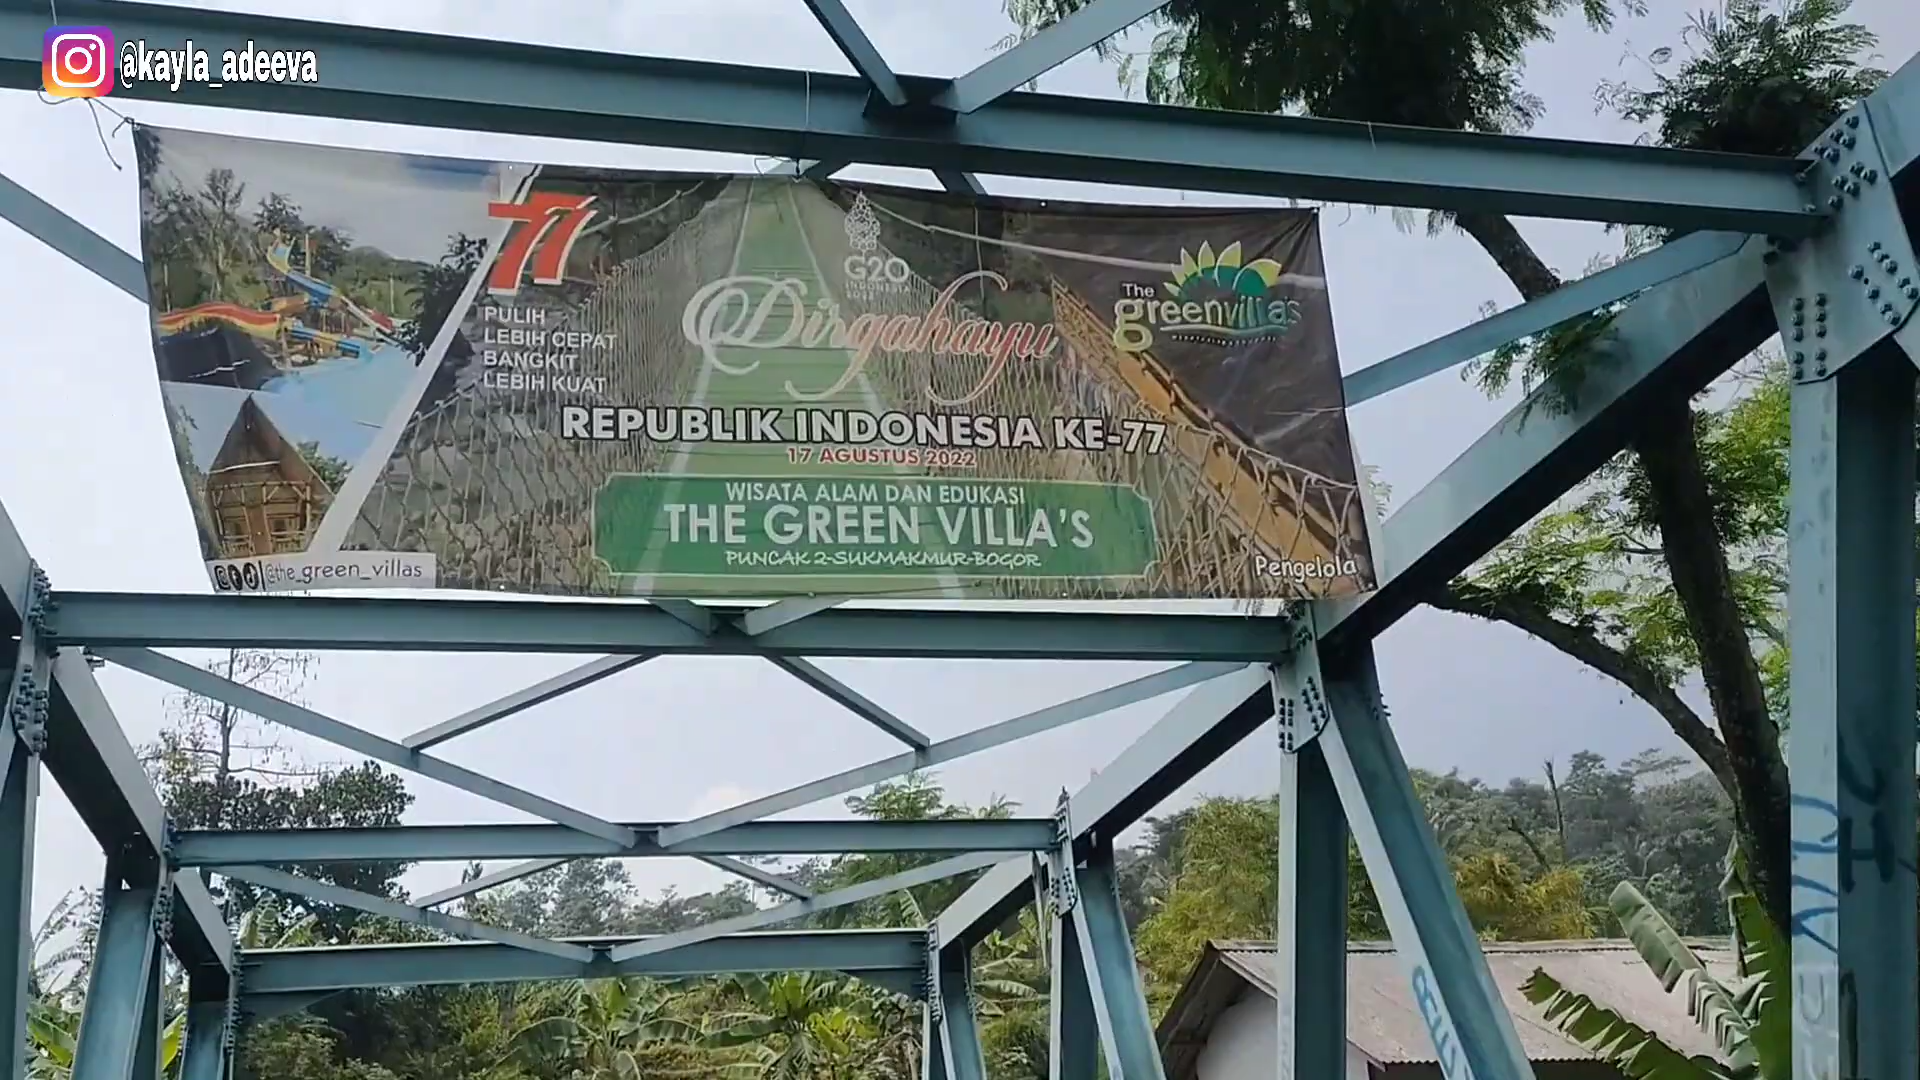 @kayla_adeeva
77
PULIH
LEBIH CEPAT
BANGKIT
LEBIH KUAT
G20
INDONESIA
2022
Dirgahayu
The
greenvilla's
REPUBLIK INDONESIA KE-77
17 AGUSTUS 2022
WISATA ALAM DAN EDUKASI
THE GREEN VILLA'S
PUNCAK 2-SUKMAKMUR-BOGOR
@the_green_villas
Pengelola